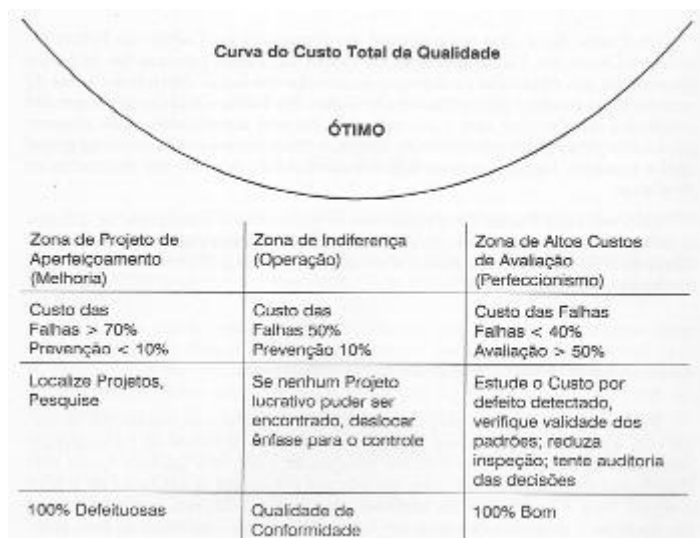 Curva do Custo Total da Qualidade
ÓTIMO
Zona de Projeto de
Aperfeiçoamento
(Melhoria)
Zona de Indiferença
(Operação)
Zona de Altos Custos
de Avaliação
(Perfeccionismo)
Custo das
Falhas > 70%
Prevenção < 10%
Custo das
Falhas 50%
Prevenção 10%
Custo das Falhas
Falhas < 40%
Avaliação > 50%
Localize Projetos,
Pesquise
Se nenhum Projeto
lucrativo puder ser
encontrado, deslocar
ênfase para o controle
Estude o Custo por
defeito detectado,
verifique validade dos
padrões; reduza
inspeção; tente auditoria
das decisões
100% Defeituosas
Qualidade de
Conformidade
100% Bom